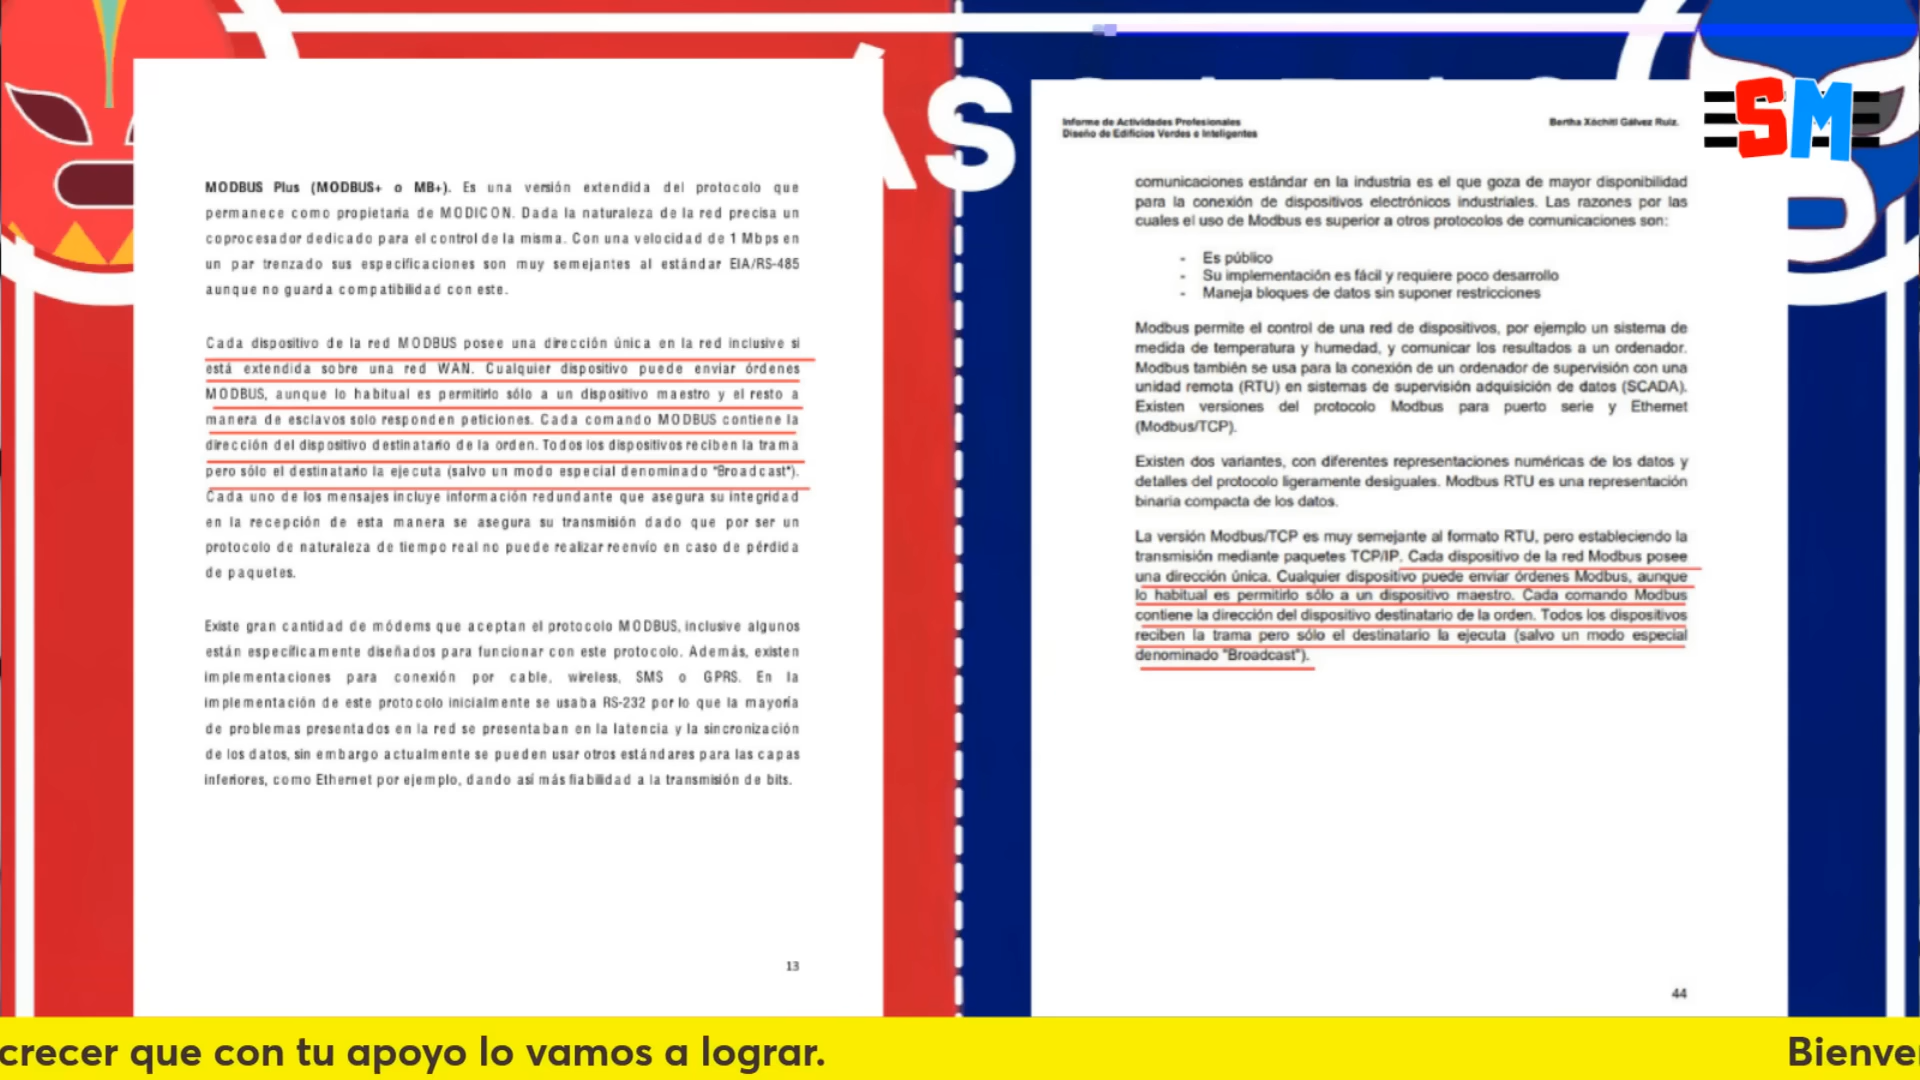 ÁS
SM
MODBUS Plus (MODBUS+ o MB+). Es una versión extendida del protocolo que
permanece como propietaria de MODICON. Dada la naturaleza de la red precisa un
coprocesador dedicado para el control de la misma. Con una velocidad de 1 Mbps en
un par trenzado sus especificaciones son muy semejantes al estándar EIA/RS-485
aunque no guarda compatibilidad con este.
Cada dispositivo de la red MODBUS posee una dirección única en la red inclusive si
está extendida sobre una red WAN. Cualquier dispositivo puede enviar órdenes
MODBUS, aunque lo habitual es permitirlo sólo a un dispositivo maestro y el resto a
manera de esclavos solo responden peticiones. Cada comando MODBUS contiene la
dirección del dispositivo destinatario de la orden. Todos los dispositivos reciben la trama
pero sólo el destinatario la ejecuta (salvo un modo especial denominado "Broadcast").
Cada uno de los mensajes incluye información redundante que asegura su integridad
en la recepción de esta manera se asegura su transmisión dado que por ser un
protocolo de naturaleza de tiempo real no puede realizar reenvío en caso de pérdida
de paquetes.
Existe gran cantidad de módems que aceptan el protocolo MODBUS, inclusive algunos
están específicamente diseñados para funcionar con este protocolo. Además, existen
implementaciones para conexión por cable, wireless, SMS o GPRS. En la
implementación de este protocolo inicialmente se usaba RS-232 por lo que la mayoría
de problemas presentados en la red se presentaban en la latencia y la sincronización
de los datos, sin embargo actualmente se pueden usar otros estándares para las capas
inferiores, como Ethernet por ejemplo, dando así más fiabilidad a la transmisión de bits.
13
Informe de Actividades Profesionales
Diseño de Edificios Verdes e Inteligentes
Bertha Xóchitl Gálvez Ruiz.
comunicaciones estándar en la industria es el que goza de mayor disponibilidad
para la conexión de dispositivos electrónicos industriales. Las razones por las
cuales el uso de Modbus es superior a otros protocolos de comunicaciones son:
- Es público
- Su implementación es fácil y requiere poco desarrollo
- Maneja bloques de datos sin suponer restricciones
Modbus permite el control de una red de dispositivos, por ejemplo un sistema de
medida de temperatura y humedad, y comunicar los resultados a un ordenador.
Modbus también se usa para la conexión de un ordenador de supervisión con una
unidad remota (RTU) en sistemas de supervisión adquisición de datos (SCADA).
Existen versiones del protocolo Modbus para puerto serie y Ethernet
(Modbus/TCP).
Existen dos variantes, con diferentes representaciones numéricas de los datos y
detalles del protocolo ligeramente desiguales. Modbus RTU es una representación
binaria compacta de los datos.
La versión Modbus/TCP es muy semejante al formato RTU, pero estableciendo la
transmisión mediante paquetes TCP/IP. Cada dispositivo de la red Modbus posee
una dirección única. Cualquier dispositivo puede enviar órdenes Modbus, aunque
lo habitual es permitirlo sólo a un dispositivo maestro. Cada comando Modbus
contiene la dirección del dispositivo destinatario de la orden. Todos los dispositivos
reciben la trama pero sólo el destinatario la ejecuta (salvo un modo especial
denominado "Broadcast").
44
crecer que con tu apoyo lo vamos a lograr.
Bienve